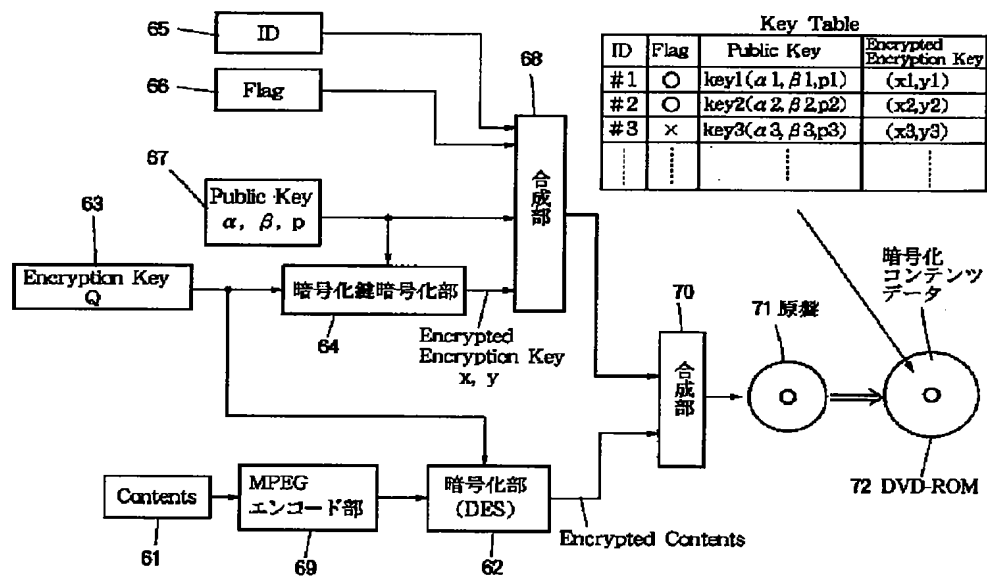 65
ID
66
Flag
67
Public Key
α, β, p
63
Encryption Key
Q
暗号化鍵暗号化部
64
68
合成部
Encrypted
Encryption Key
x, y
Key Table
ID Flag Public Key Encrypted Encryption Key
#1 ○ key1(α1, β1,p1) (x1,y1)
#2 ○ key2(α2, β2,p2) (x2,y2)
#3 × key3(α3, β3,p3) (x3,y3)
70
合成部
71 原盤
暗号化
コンテンツ
データ
72 DVD-ROM
Contents
61
MPEG
エンコード部
69
暗号化部
(DES)
62
Encrypted Contents